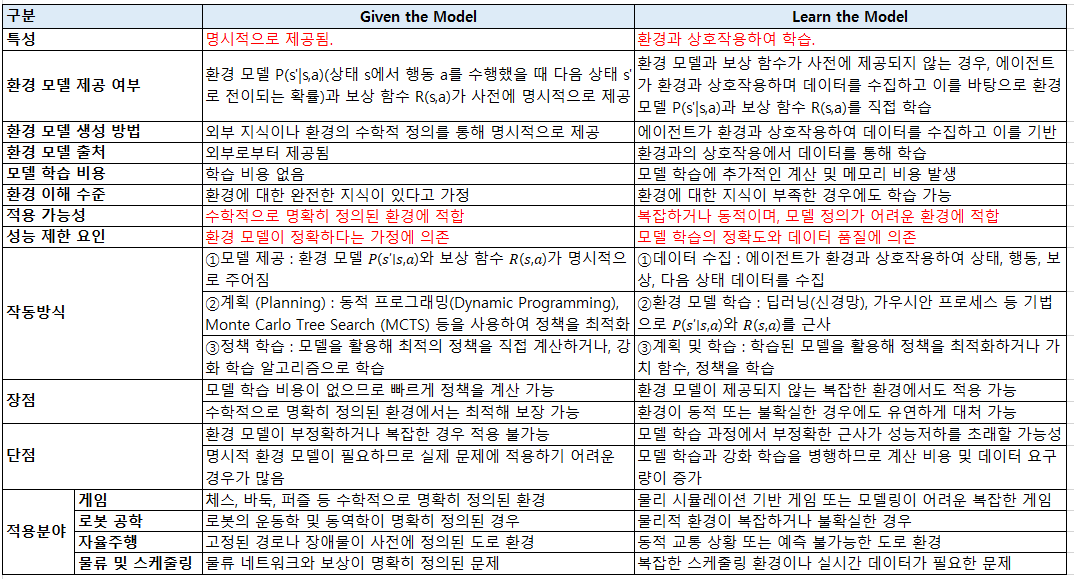 구분 Given the Model Learn the Model
특성 명시적으로 제공됨. 환경과 상호작용하여 학습.
환경 모델 제공 여부
환경 모델 P(s'|s,a)(상태 s에서 행동 a를 수행했을 때 다음 상태 s'
로 전이되는 확률)과 보상 함수 R(s,a)가 사전에 명시적으로 제공
환경 모델과 보상 함수가 사전에 제공되지 않는 경우, 에이전트
가 환경과 상호작용하며 데이터를 수집하고 이를 바탕으로 환경
모델 P(s'|s,a)과 보상 함수 R(s,a)를 직접 학습
환경 모델 생성 방법 외부 지식이나 환경의 수학적 정의를 통해 명시적으로 제공 에이전트가 환경과 상호작용하여 데이터를 수집하고 이를 기반
환경 모델 출처 외부로부터 제공됨 환경과의 상호작용에서 데이터를 통해 학습
모델 학습 비용 학습 비용 없음 모델 학습에 추가적인 계산 및 메모리 비용 발생
환경 이해 수준 환경에 대한 완전한 지식이 있다고 가정 환경에 대한 지식이 부족한 경우에도 학습 가능
적용 가능성 수학적으로 명확히 정의된 환경에 적합 복잡하거나 동적이며, 모델 정의가 어려운 환경에 적합
성능 제한 요인 환경 모델이 정확하다는 가정에 의존 모델 학습의 정확도와 데이터 품질에 의존
작동방식
①모델 제공 : 환경 모델 P(s'|s,a)와 보상 함수 R(s,a)가 명시적으
로 주어짐
①데이터 수집 : 에이전트가 환경과 상호작용하여 상태, 행동, 보
상, 다음 상태 데이터를 수집
②계획 (Planning) : 동적 프로그래밍(Dynamic Programming),
Monte Carlo Tree Search (MCTS) 등을 사용하여 정책을 최적화
②환경 모델 학습 : 딥러닝(신경망), 가우시안 프로세스 등 기법
으로 P(s'|s,a)와 R(s,a)를 근사
③정책 학습 : 모델을 활용해 최적의 정책을 직접 계산하거나, 강
화 학습 알고리즘으로 학습
③계획 및 학습 : 학습된 모델을 활용해 정책을 최적화하거나 가
치 함수, 정책을 학습
장점
모델 학습 비용이 없으므로 빠르게 정책을 계산 가능 환경 모델이 제공되지 않는 복잡한 환경에서도 적용 가능
수학적으로 명확히 정의된 환경에서는 최적해 보장 가능 환경이 동적 또는 불확실한 경우에도 유연하게 대처 가능
단점
환경 모델이 부정확하거나 복잡한 경우 적용 불가능 모델 학습 과정에서 부정확한 근사가 성능저하를 초래할 가능성
명시적 환경 모델이 필요하므로 실제 문제에 적용하기 어려운
경우가 많음
모델 학습과 강화 학습을 병행하므로 계산 비용 및 데이터 요구
량이 증가
적용분야
게임 체스, 바둑, 퍼즐 등 수학적으로 명확히 정의된 환경 물리 시뮬레이션 기반 게임 또는 모델링이 어려운 복잡한 게임
로봇 공학 로봇의 운동학 및 동역학이 명확히 정의된 경우 물리적 환경이 복잡하거나 불확실한 경우
자율주행 고정된 경로나 장애물이 사전에 정의된 도로 환경 동적 교통 상황 또는 예측 불가능한 도로 환경
물류 및 스케줄링 물류 네트워크와 보상이 명확히 정의된 문제 복잡한 스케줄링 환경이나 실시간 데이터가 필요한 문제